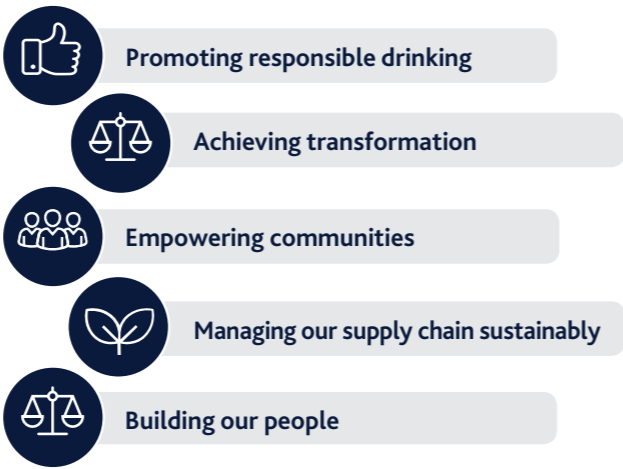 Promoting responsible drinking
Achieving transformation
Empowering communities
Managing our supply chain sustainably
Building our people